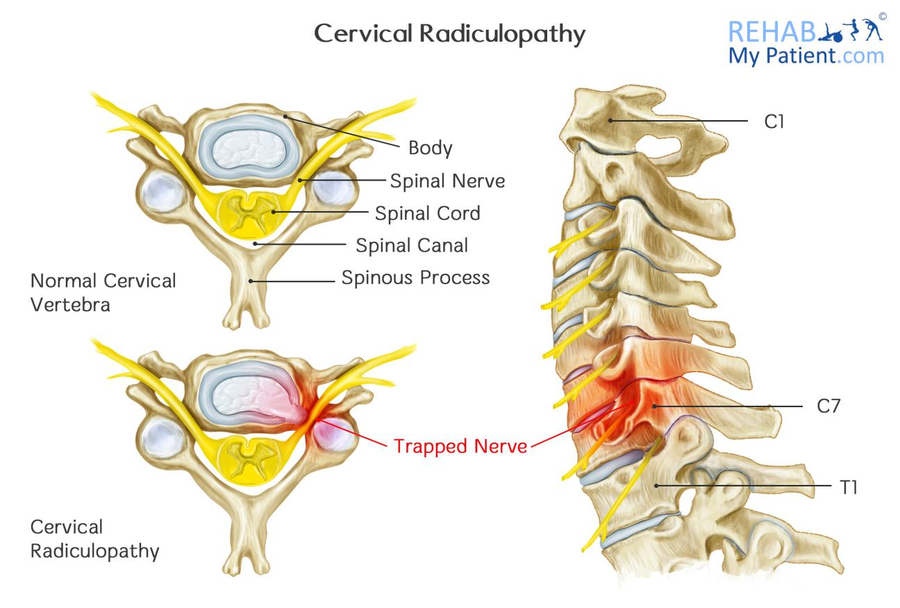 Cervical Radiculopathy
REHAB
My Patient.com
©
C1
Body
Spinal Nerve
Spinal Cord
Spinal Canal
Spinous Process
Normal Cervical
Vertebra
C7
Trapped Nerve
T1
Cervical
Radiculopathy